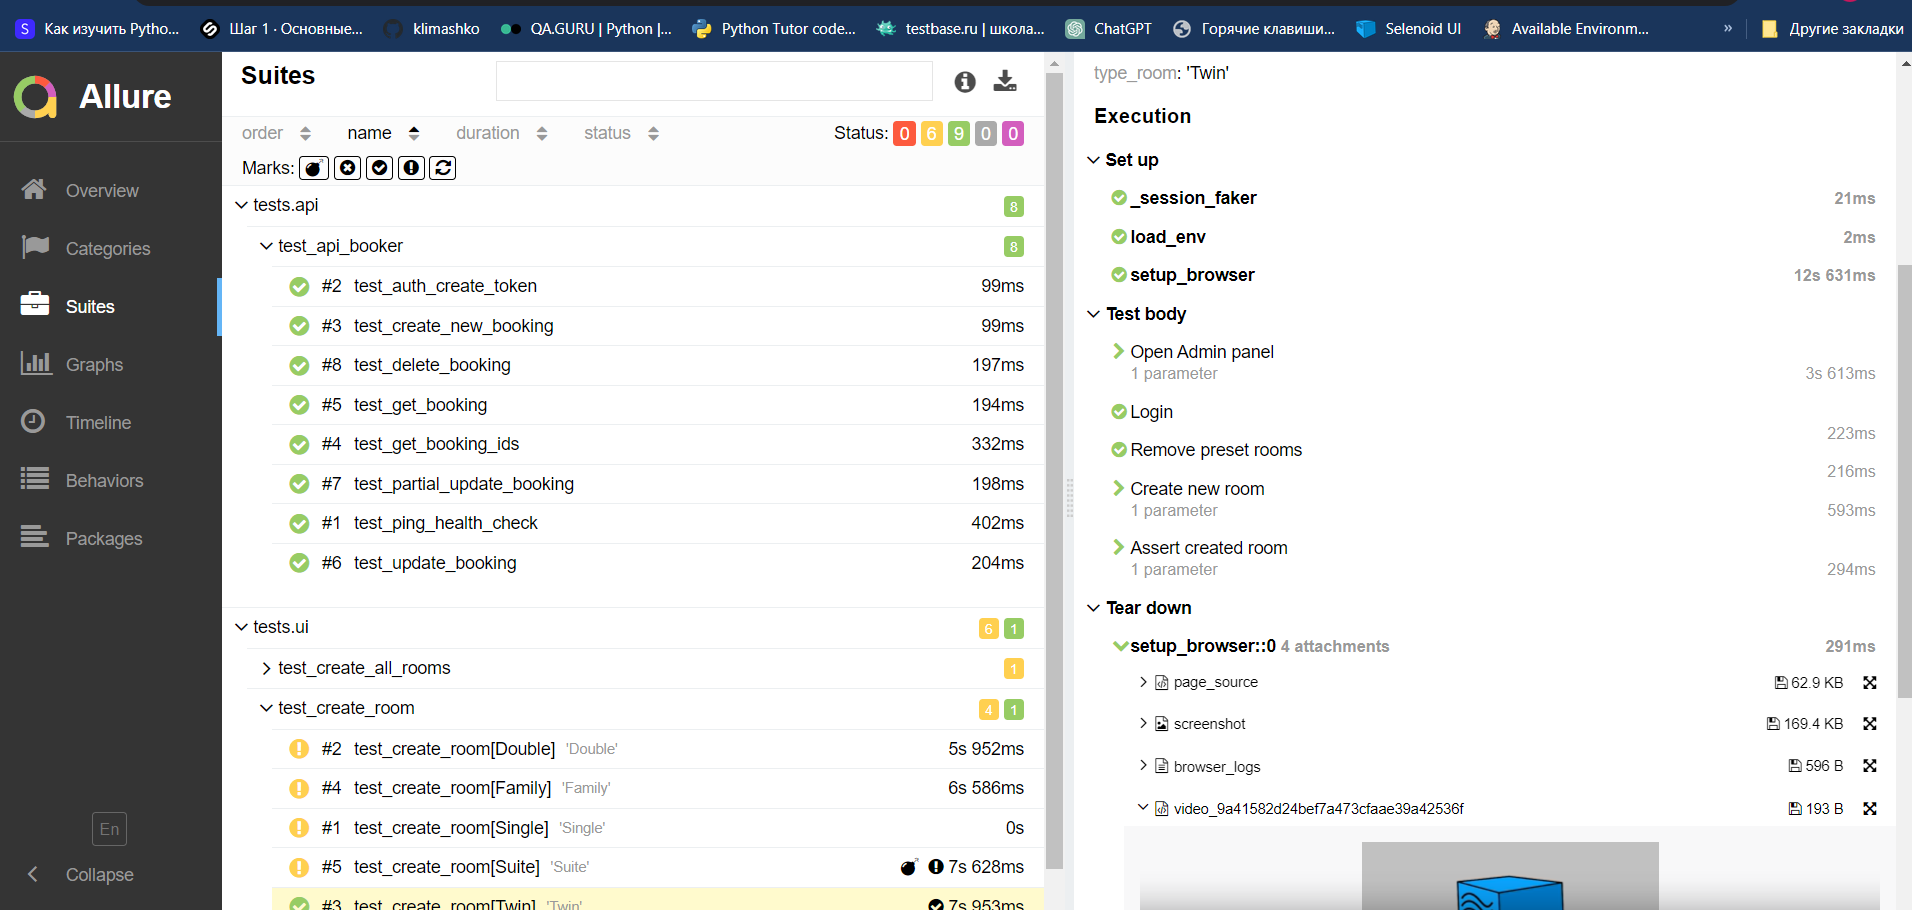 S Как изучить Pytho...
Шаг 1 · Основные...
klimashko
QA.GURU | Python |...
Python Tutor code...
testbase.ru | школа...
ChatGPT
Горячие клавиши...
Selenoid UI
Available Environm...
»
Другие закладки
Allure
Overview
Categories
Suites
Graphs
Timeline
Behaviors
Packages
En
Collapse
Suites
order name duration status Status: 0 6 9 0 0
Marks:
tests.api 8
test_api_booker 8
#2 test_auth_create_token 99ms
#3 test_create_new_booking 99ms
#8 test_delete_booking 197ms
#5 test_get_booking 194ms
#4 test_get_booking_ids 332ms
#7 test_partial_update_booking 198ms
#1 test_ping_health_check 402ms
#6 test_update_booking 204ms
tests.ui 6 1
test_create_all_rooms 1
test_create_room 4 1
#2 test_create_room[Double] 'Double' 5s 952ms
#4 test_create_room[Family] 'Family' 6s 586ms
#1 test_create_room[Single] 'Single' 0s
#5 test_create_room[Suite] 'Suite' 7s 628ms
#3 test_create_room[Twin] 'Twin' 7s 953ms
type_room: 'Twin'
Execution
Set up
_session_faker 21ms
load_env 2ms
setup_browser 12s 631ms
Test body
Open Admin panel
1 parameter 3s 613ms
Login
223ms
Remove preset rooms
216ms
Create new room
1 parameter 593ms
Assert created room
1 parameter 294ms
Tear down
setup_browser::0 4 attachments 291ms
page_source 62.9 KB
screenshot 169.4 KB
browser_logs 596 B
video_9a41582d24bef7a473cfaae39a42536f 193 B